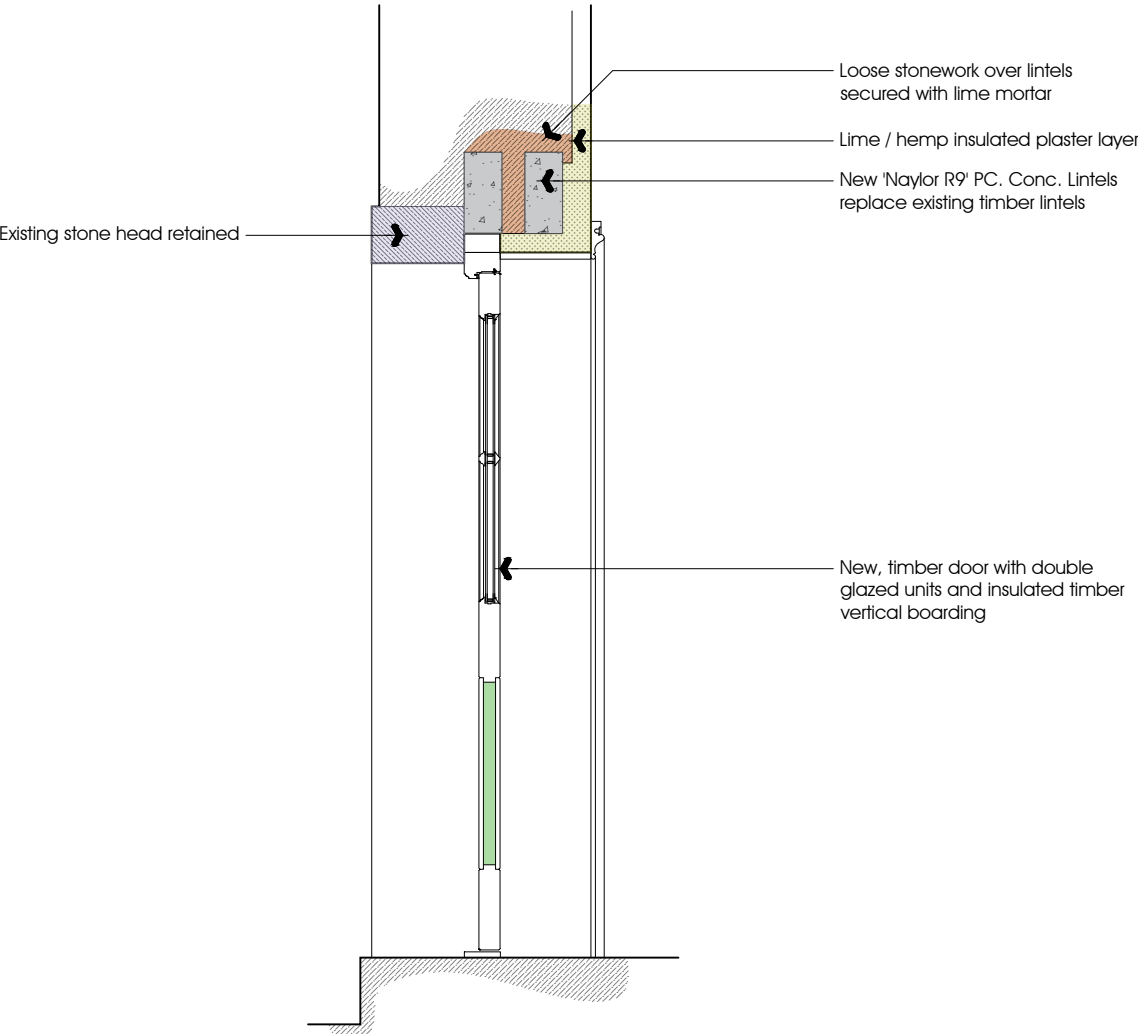 Loose stonework over lintels
secured with lime mortar
Lime / hemp insulated plaster layer
New 'Naylor R9' PC. Conc. Lintels
replace existing timber lintels
Existing stone head retained
New, timber door with double
glazed units and insulated timber
vertical boarding